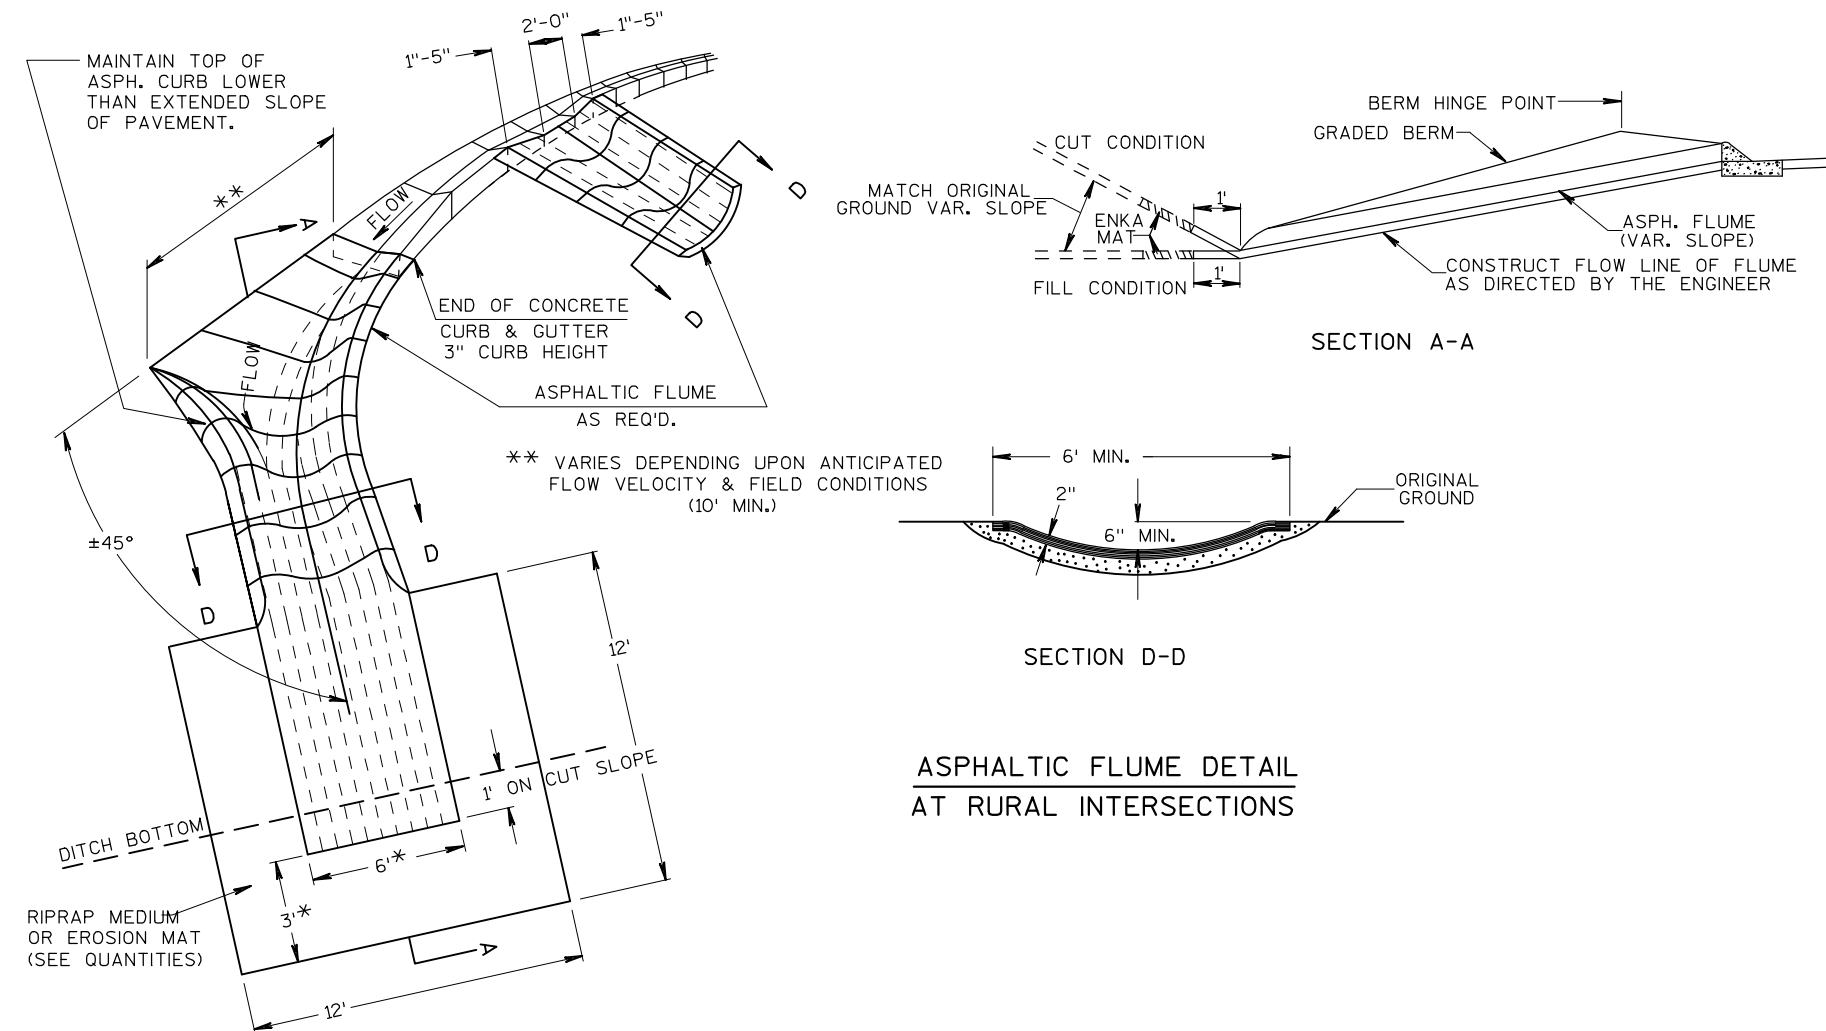 MAINTAIN TOP OF
ASPH. CURB LOWER
THAN EXTENDED SLOPE
OF PAVEMENT.
1"-5"
2'-0"
1"-5"
**
A
FLOW
D
D
END OF CONCRETE
CURB & GUTTER
3" CURB HEIGHT
FLOW
ASPHALTIC FLUME
AS REQ'D.
** VARIES DEPENDING UPON ANTICIPATED
FLOW VELOCITY & FIELD CONDITIONS
(10' MIN.)
±45°
D
D
12'
1' ON CUT SLOPE
DITCH BOTTOM
6'*
3'*
RIPRAP MEDIUM
OR EROSION MAT
(SEE QUANTITIES)
A
12'
BERM HINGE POINT
GRADED BERM
CUT CONDITION
MATCH ORIGINAL
GROUND VAR. SLOPE
1'
ENKA
MAT
ASPH. FLUME
(VAR. SLOPE)
CONSTRUCT FLOW LINE OF FLUME
AS DIRECTED BY THE ENGINEER
1'
FILL CONDITION
SECTION A-A
6' MIN.
ORIGINAL
GROUND
2"
6" MIN.
SECTION D-D
ASPHALTIC FLUME DETAIL
AT RURAL INTERSECTIONS